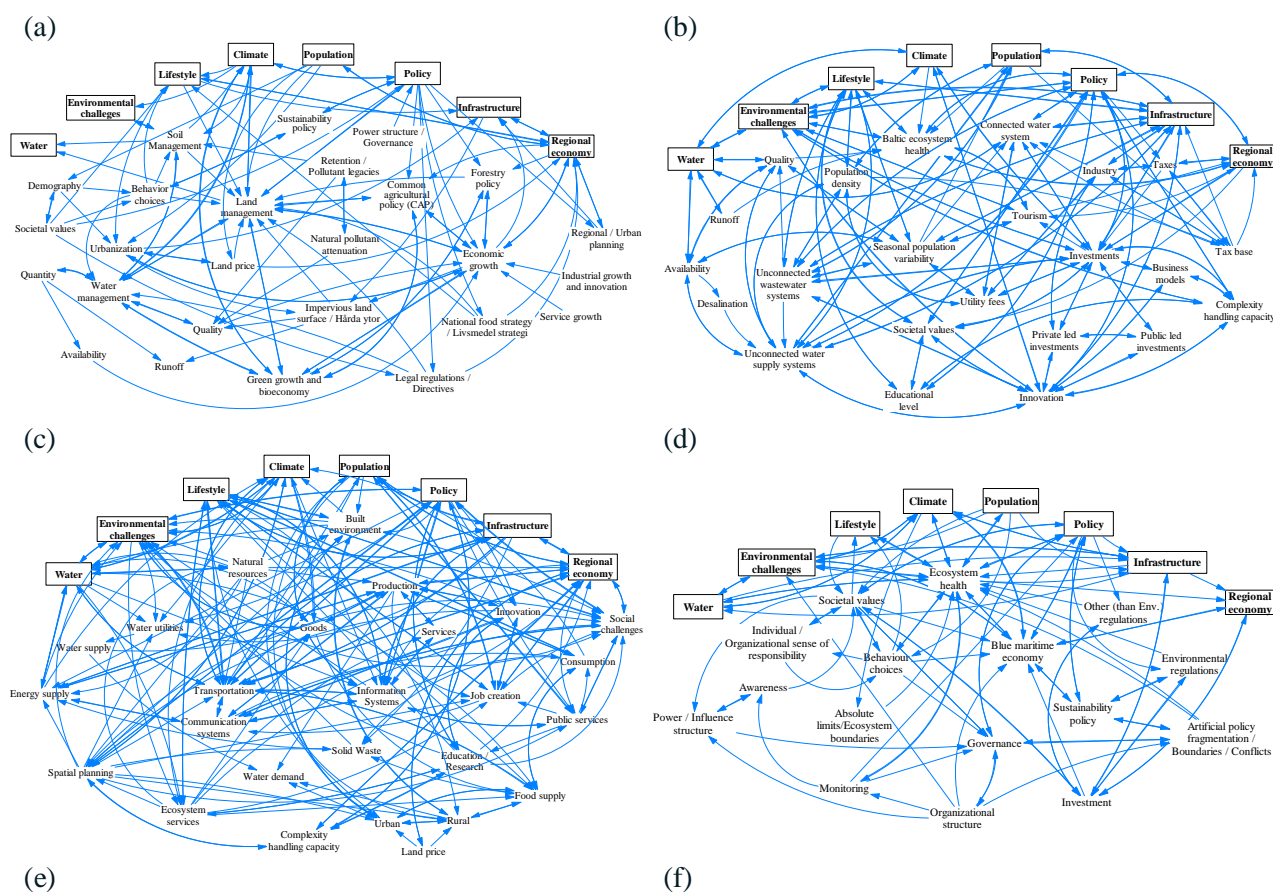 (a)
Climate
Population
Lifestyle
Policy
Environmental
challeges
Infrastructure
Sustainability
policy
Power structure /
Governance
Water
Soil
Management
Regional
economy
Retention /
Pollutant legacies
Demography
Behavior
choices
Common
agricultural
policy (CAP)
Forestry
policy
Land
management
Societal values
Natural pollutant
attenuation
Regional / Urban
planning
Urbanization
Land price
Economic
growth
Quantity
Water
management
Industrial growth
and innovation
Impervious land
surface / Hårda ytor
National food strategy
/ Livsmedel strategi
Service growth
Quality
Availability
Runoff
Green growth and
bioeconomy
Legal regulations /
Directives
(b)
Climate
Population
Lifestyle
Policy
Environmental
challenges
Infrastructure
Baltic ecosystem
health
Connected water
system
Water
Quality
Population
density
Industry
Taxes
Regional
economy
Runoff
Tourism
Seasonal population
variability
Investments
Tax base
Availability
Unconnected
wastewater
systems
Business
models
Desalination
Utility fees
Complexity
handling capacity
Societal values
Private led
investments
Public led
investments
Unconnected water
supply systems
Educational
level
Innovation
(c)
Climate
Population
Lifestyle
Policy
Environmental
challenges
Built
environment
Infrastructure
Water
Natural
resources
Production
Regional
economy
Innovation
Social
challenges
Water utilities
Goods
Services
Water supply
Consumption
Energy supply
Transportation
Information
Systems
Job creation
Communication
systems
Public services
Solid Waste
Education /
Research
Spatial planning
Water demand
Food supply
Ecosystem
services
Urban
Rural
Complexity
handling capacity
Land price
(d)
Climate
Population
Lifestyle
Policy
Environmental
challenges
Ecosystem
health
Infrastructure
Water
Societal values
Other (than Env.
regulations
Regional
economy
Individual /
Organizational sense of
responsibility
Behaviour
choices
Blue maritime
economy
Environmental
regulations
Awareness
Power / Influence
structure
Absolute
limits/Ecosystem
boundaries
Sustainability
policy
Artificial policy
fragmentation /
Boundaries / Conflicts
Governance
Monitoring
Organizational
structure
Investment
(e)
(f)